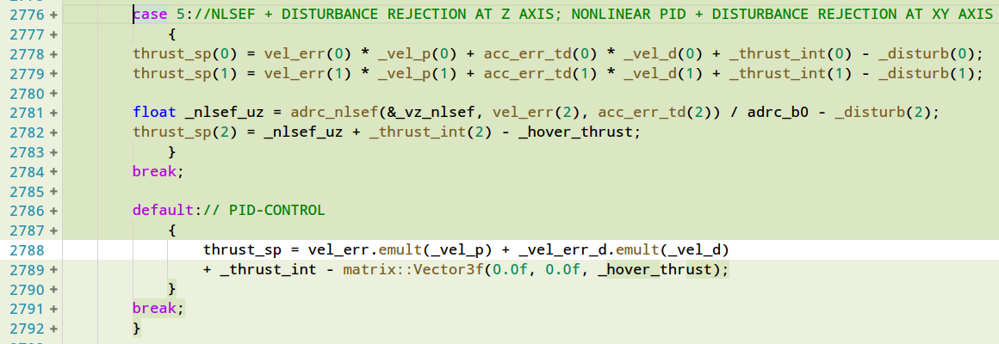 2776 + case 5://NLSEF + DISTURBANCE REJECTION AT Z AXIS; NONLINEAR PID + DISTURBANCE REJECTION AT XY AXIS
2777 + {
2778 + thrust_sp(0) = vel_err(0) * _vel_p(0) + acc_err_td(0) * _vel_d(0) + _thrust_int(0) - _disturb(0);
2779 + thrust_sp(1) = vel_err(1) * _vel_p(1) + acc_err_td(1) * _vel_d(1) + _thrust_int(1) - _disturb(1);
2780 +
2781 + float _nlsef_uz = adrc_nlsef(&_vz_nlsef, vel_err(2), acc_err_td(2)) / adrc_b0 - _disturb(2);
2782 + thrust_sp(2) = _nlsef_uz + _thrust_int(2) - _hover_thrust;
2783 + }
2784 + break;
2785 +
2786 + default:// PID-CONTROL
2787 + {
2788 thrust_sp = vel_err.emult(_vel_p) + _vel_err_d.emult(_vel_d)
2789 + + _thrust_int - matrix::Vector3f(0.0f, 0.0f, _hover_thrust);
2790 + }
2791 + break;
2792 + }